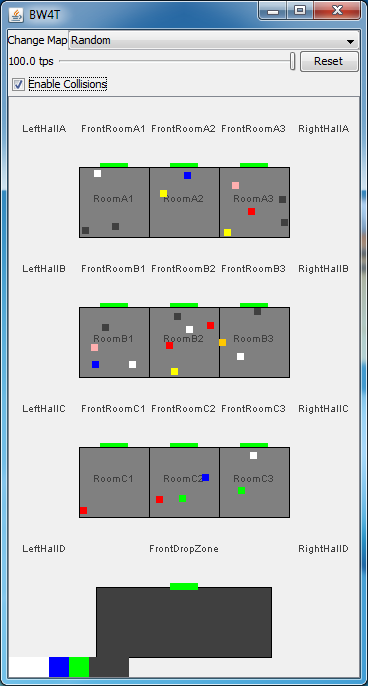 BW4T
Change Map Random
100.0 tps Reset
Enable Collisions
LeftHallA FrontRoomA1 FrontRoomA2 FrontRoomA3 RightHallA
RoomA1 RoomA2 RoomA3
LeftHallB FrontRoomB1 FrontRoomB2 FrontRoomB3 RightHallB
RoomB1 RoomB2 RoomB3
LeftHallC FrontRoomC1 FrontRoomC2 FrontRoomC3 RightHallC
RoomC1 RoomC2 RoomC3
LeftHallD FrontDropZone RightHallD